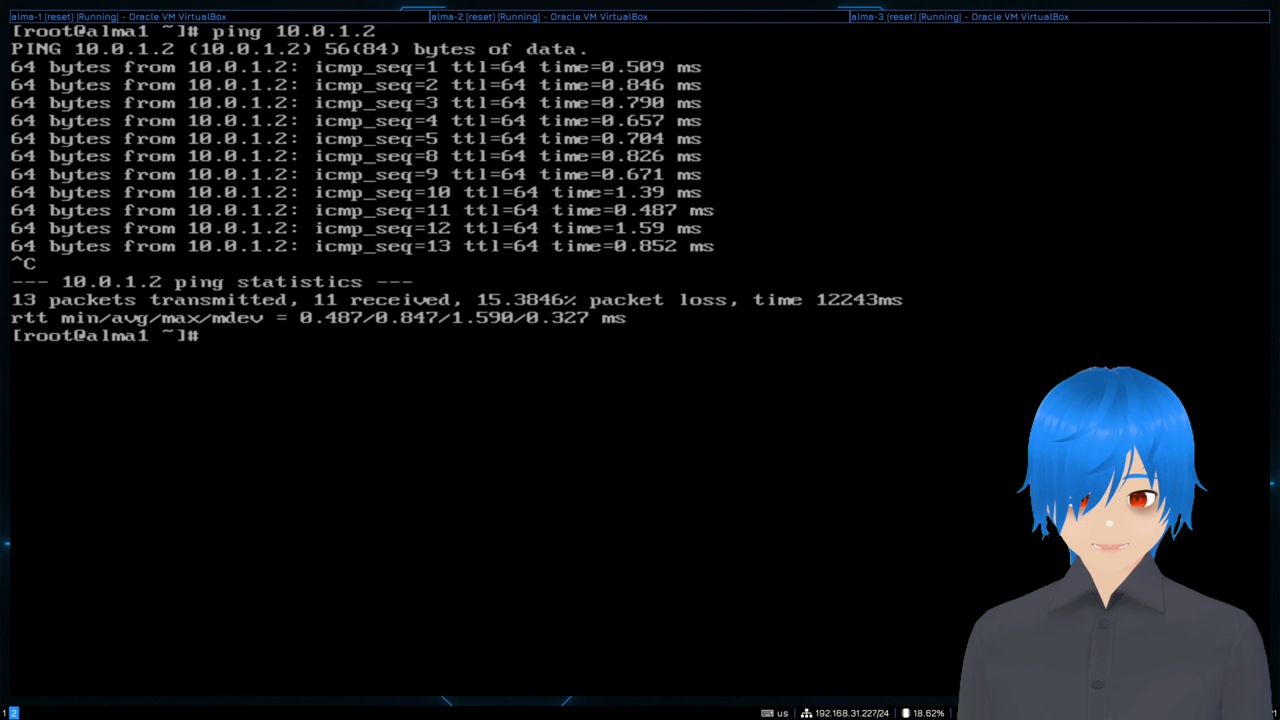 alma-1 (reset) [Running] - Oracle VM VirtualBox
alma-2 (reset) [Running] - Oracle VM VirtualBox
alma-3 (reset) [Running] - Oracle VM VirtualBox
[root@alma1 ~]# ping 10.0.1.2
PING 10.0.1.2 (10.0.1.2) 56(84) bytes of data.
64 bytes from 10.0.1.2: icmp_seq=1 ttl=64 time=0.509 ms
64 bytes from 10.0.1.2: icmp_seq=2 ttl=64 time=0.846 ms
64 bytes from 10.0.1.2: icmp_seq=3 ttl=64 time=0.790 ms
64 bytes from 10.0.1.2: icmp_seq=4 ttl=64 time=0.657 ms
64 bytes from 10.0.1.2: icmp_seq=5 ttl=64 time=0.704 ms
64 bytes from 10.0.1.2: icmp_seq=8 ttl=64 time=0.826 ms
64 bytes from 10.0.1.2: icmp_seq=9 ttl=64 time=0.671 ms
64 bytes from 10.0.1.2: icmp_seq=10 ttl=64 time=1.39 ms
64 bytes from 10.0.1.2: icmp_seq=11 ttl=64 time=0.487 ms
64 bytes from 10.0.1.2: icmp_seq=12 ttl=64 time=1.59 ms
64 bytes from 10.0.1.2: icmp_seq=13 ttl=64 time=0.852 ms
^C
--- 10.0.1.2 ping statistics ---
13 packets transmitted, 11 received, 15.3846% packet loss, time 12243ms
rtt min/avg/max/mdev = 0.487/0.847/1.590/0.327 ms
[root@alma1 ~]#
1 2
us 192.168.31.227/24 18.62%